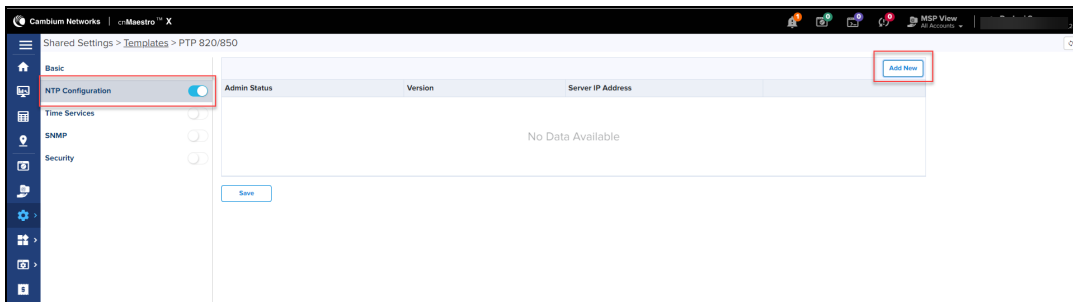 Cambium Networks | cnMaestro™ X
MSP View
All Accounts
Shared Settings > Templates > PTP 820/850
Basic
Add New
NTP Configuration
Admin Status Version Server IP Address
Time Services
SNMP
No Data Available
Security
Save